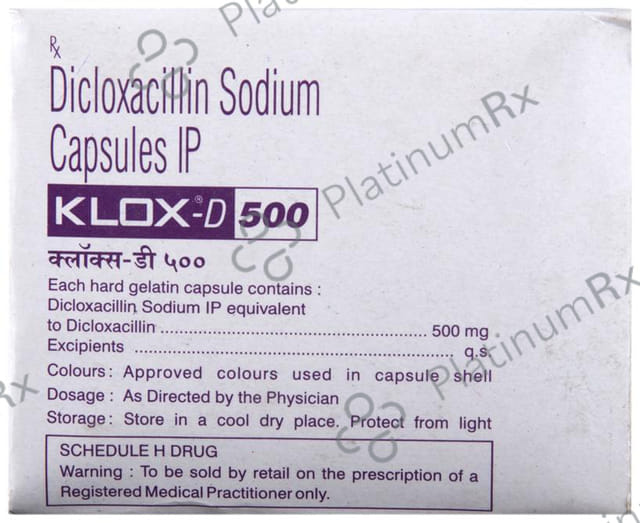 Rx
Dicloxacillin Sodium
Capsules IP
KLOX®-D 500
क्लॉक्स-डी ५००
Each hard gelatin capsule contains :
Dicloxacillin Sodium IP equivalent
to Dicloxacillin ................................................ 500 mg
Excipients ........................................................ q.s.
Colours: Approved colours used in capsule shell
Dosage : As Directed by the Physician
Storage: Store in a cool dry place. Protect from light
SCHEDULE H DRUG
Warning : To be sold by retail on the prescription of a
Registered Medical Practitioner only.
PlatinumRx
PlatinumRx
PlatinumRx
Rx